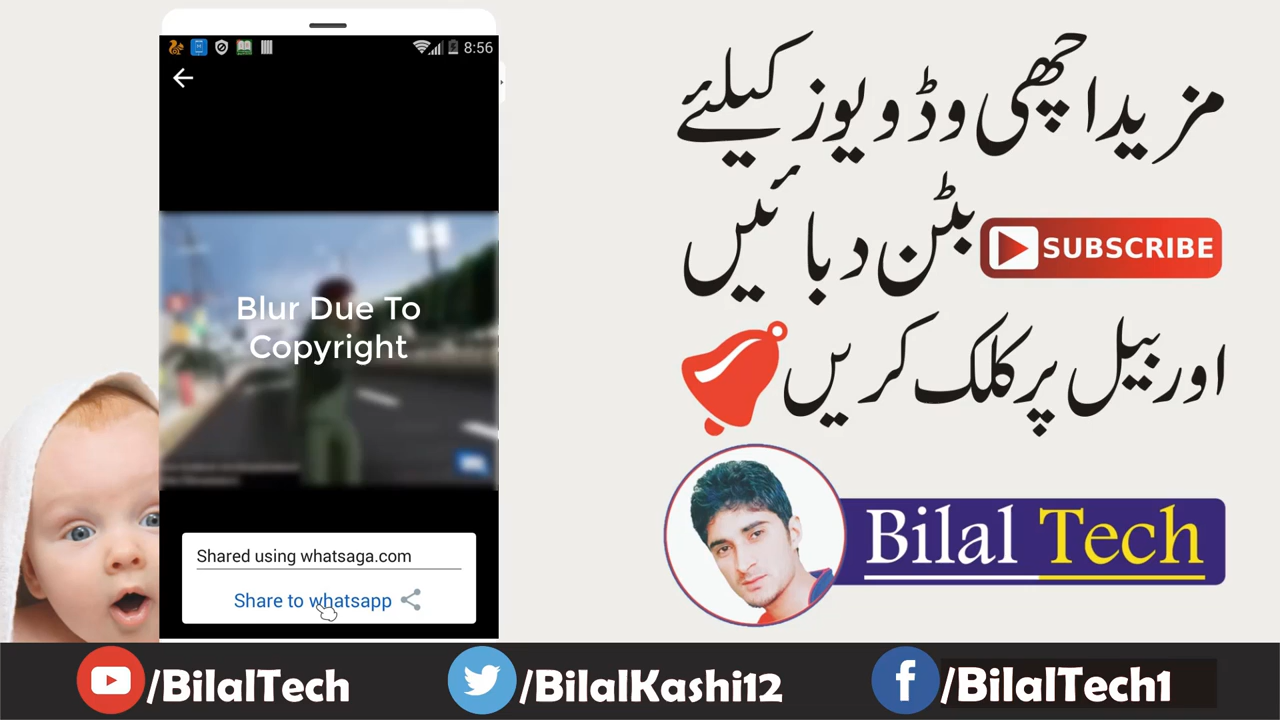 8:56
Blur Due To
Copyright
Shared using whatsaga.com
Share to whatsapp
مزید اچھی وڈویوز کیلئے
SUBSCRIBE بٹن دبائیں
اور بیل پر کلک کریں
Bilal Tech
/BilalTech
/BilalKashi12
/BilalTech1